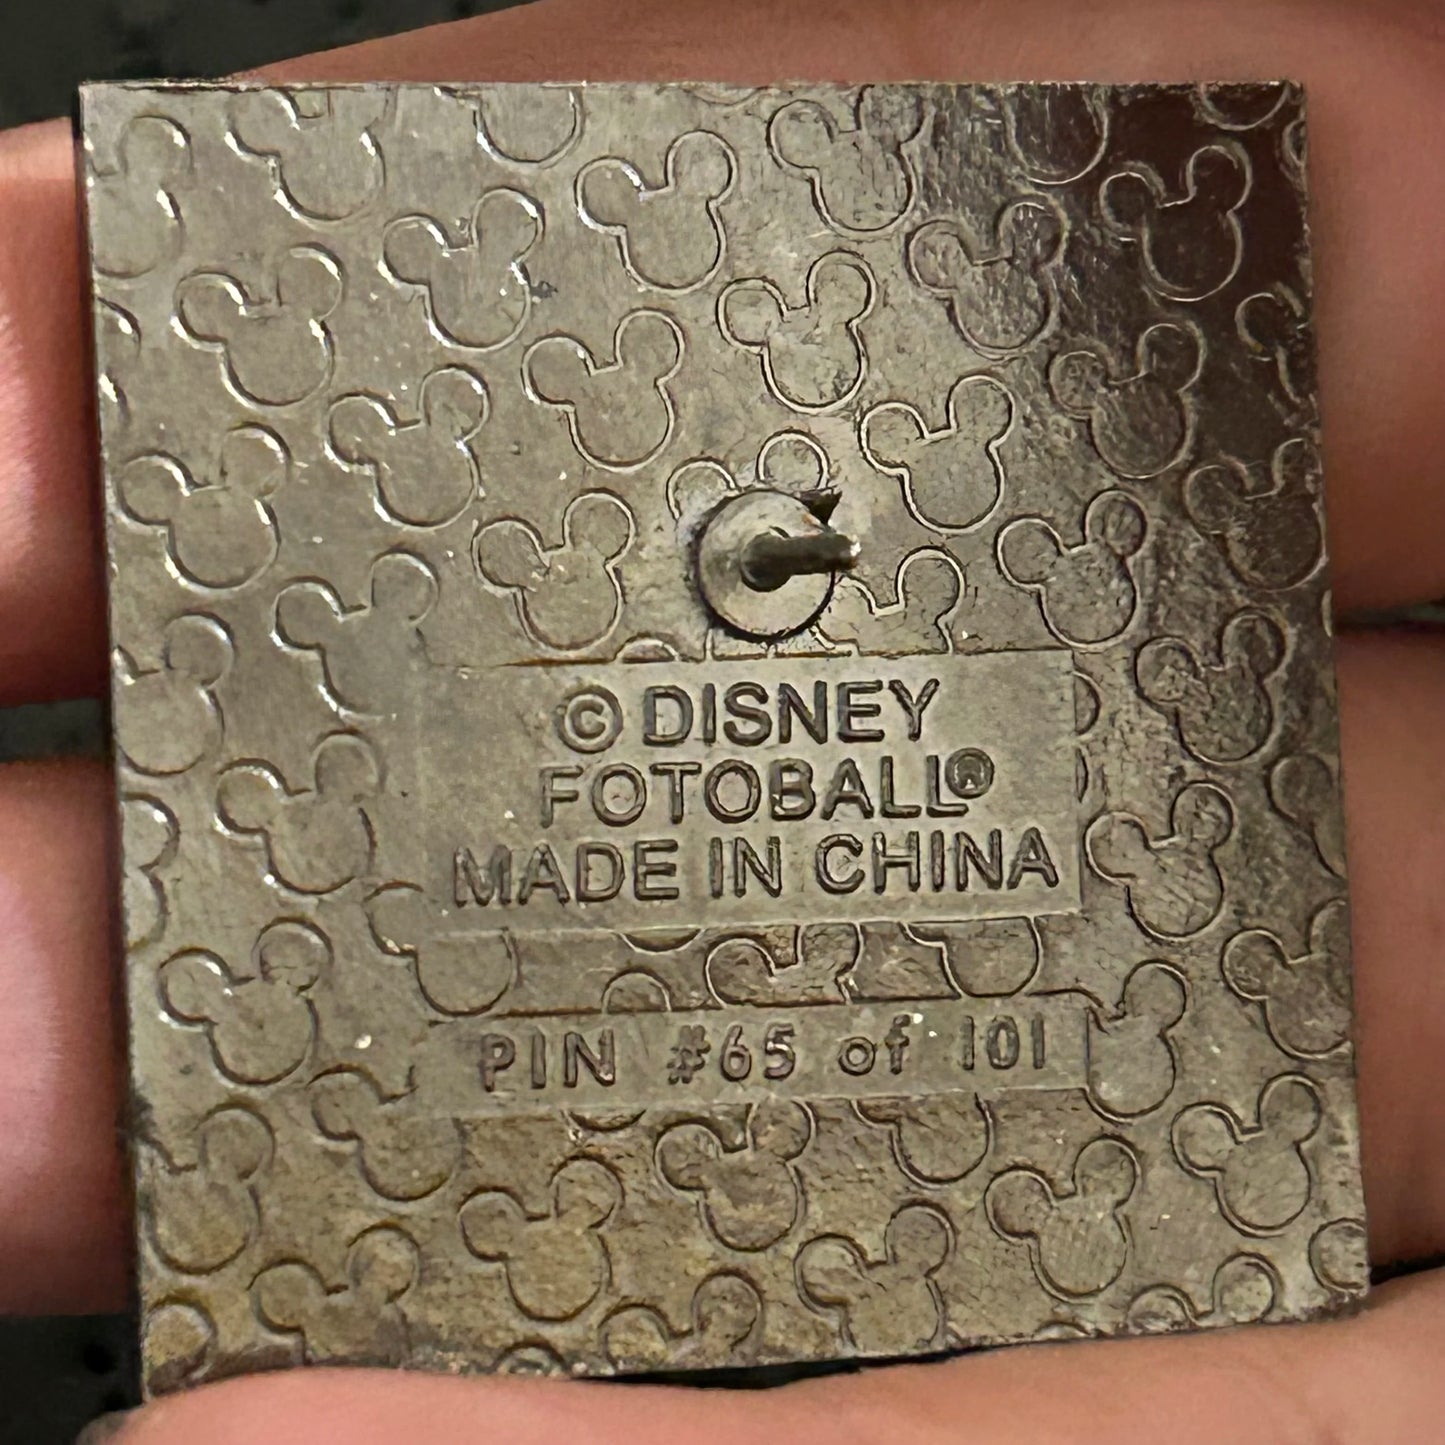 © DISNEY
FOTOBALL®
MADE IN CHINA
PIN #65 of 101